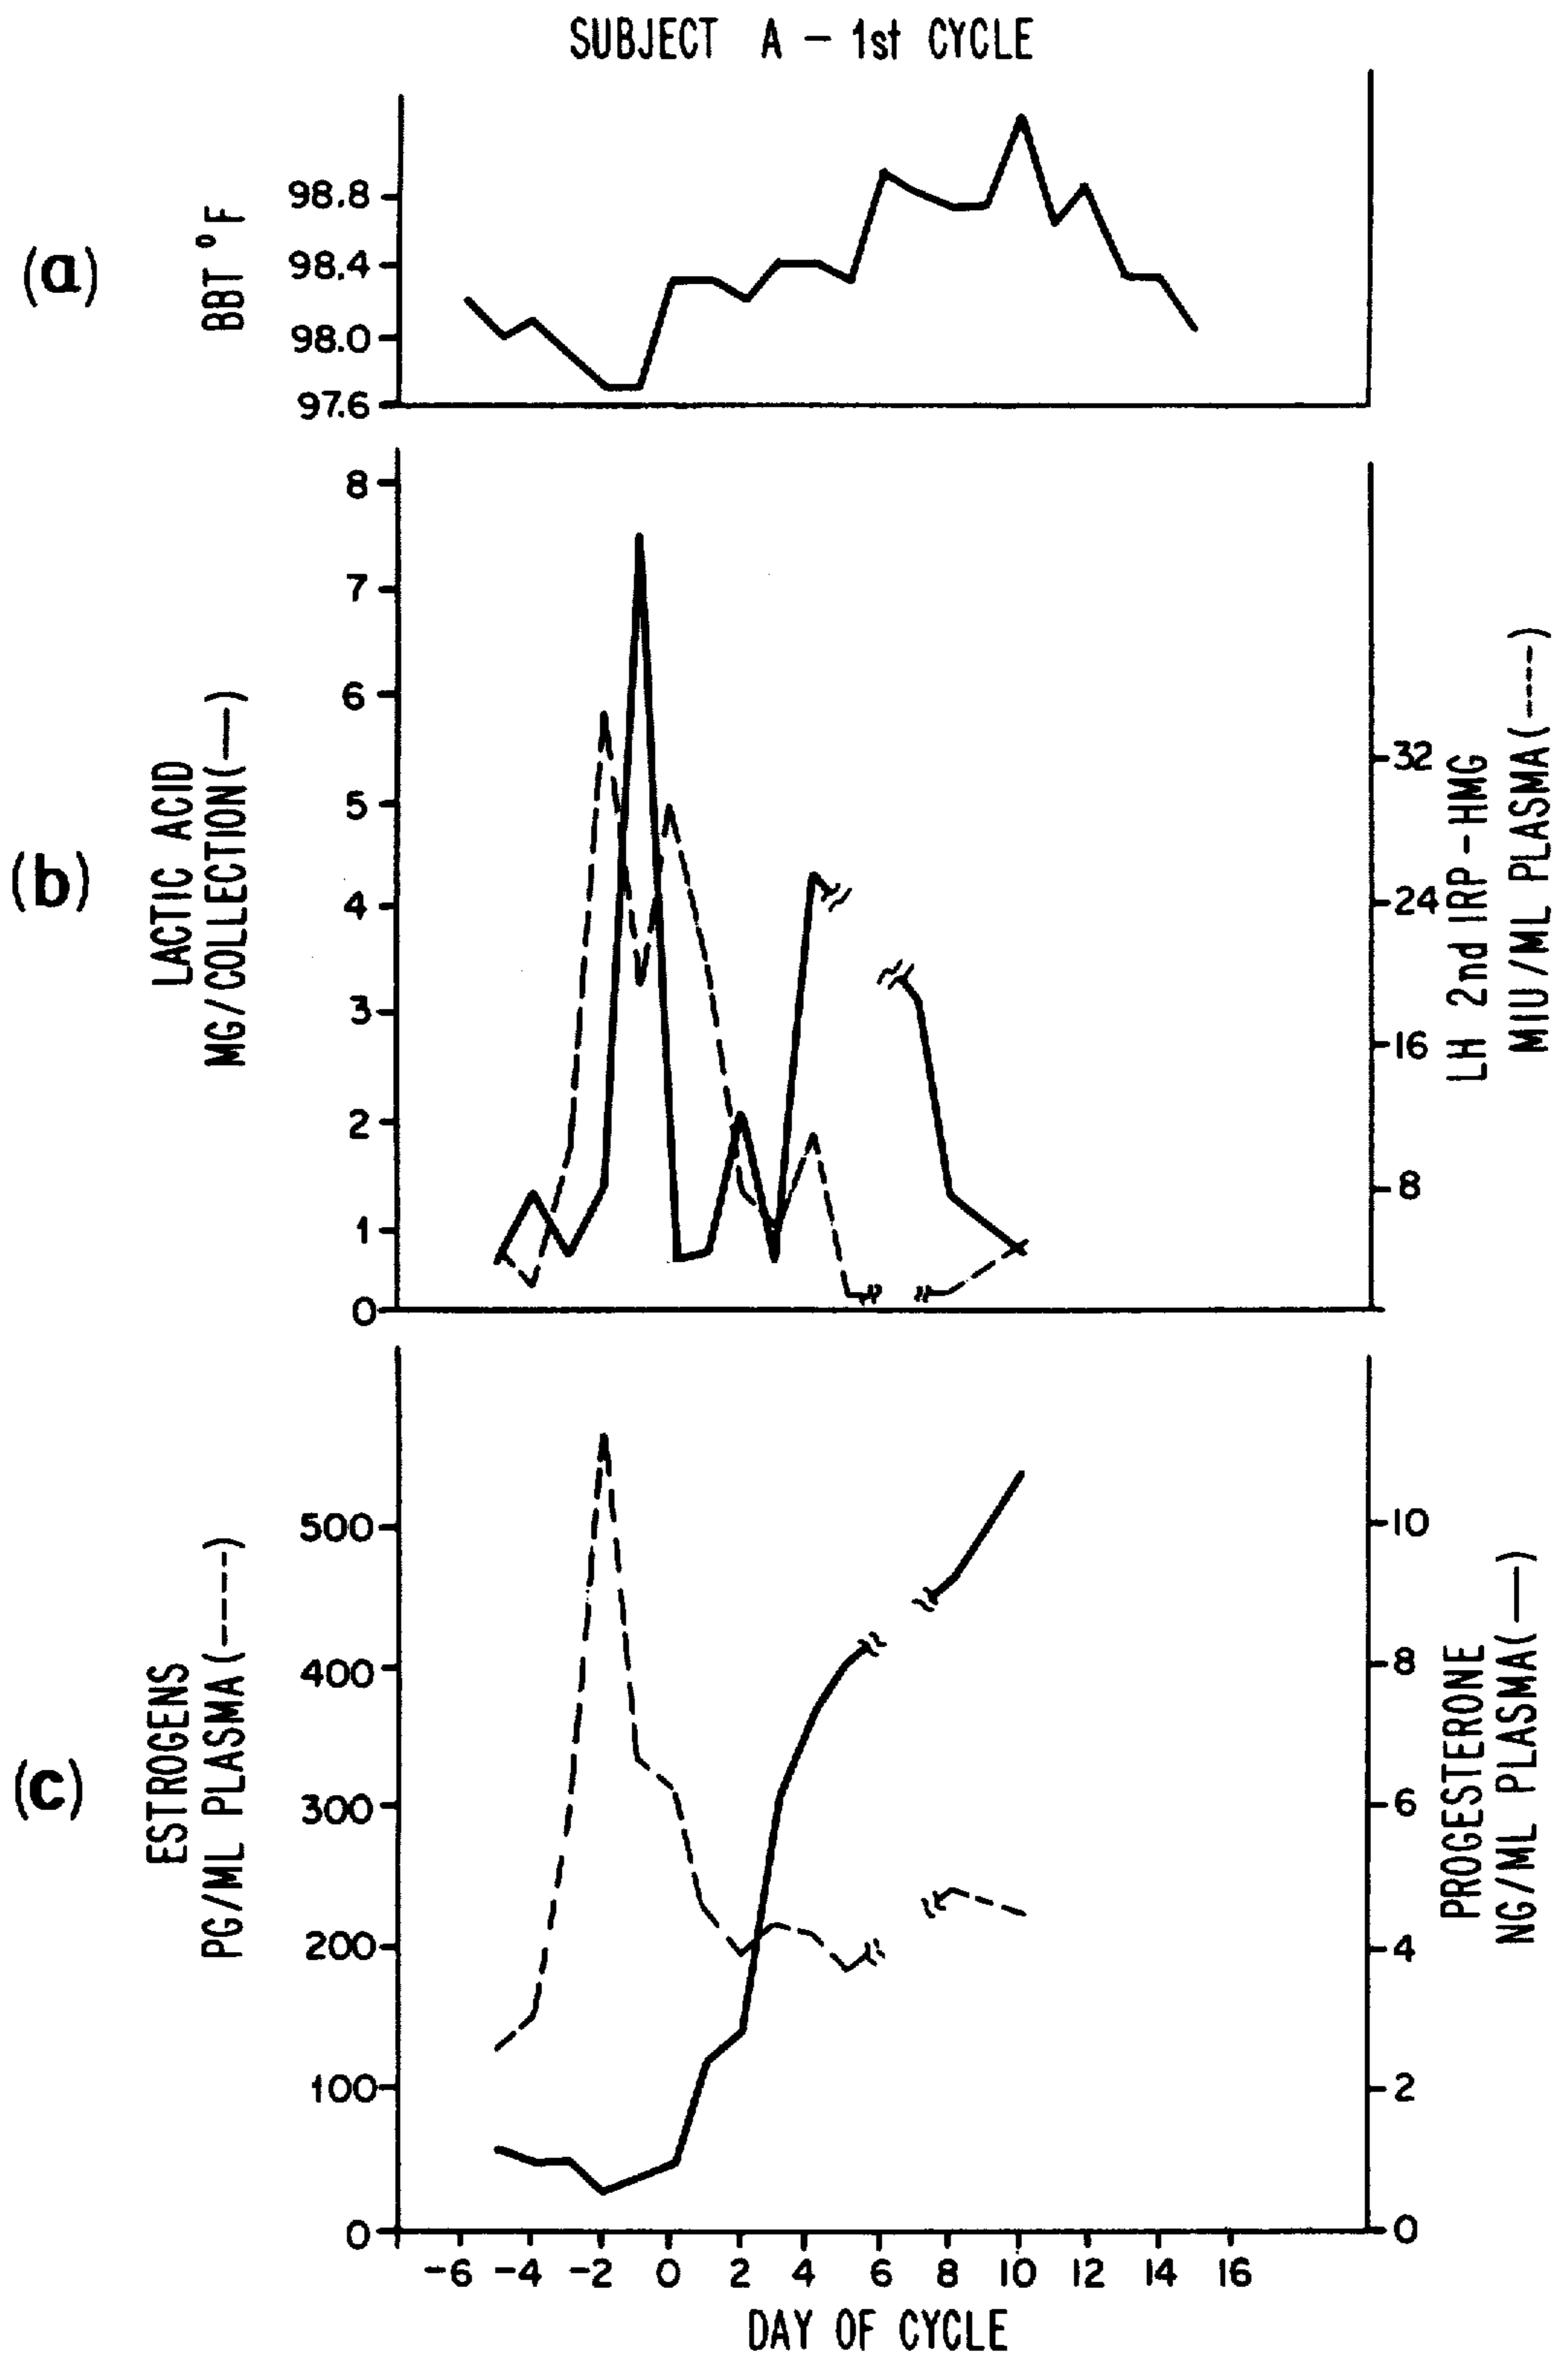 SUBJECT A – 1st CYCLE
(a)
BBT °F
98.8
98.4
98.0
97.6
(b)
LACTIC ACID
MG/COLLECTION(—)
8
7
6
5
4
3
2
1
0
32
24
16
8
LH 2nd IRP-HMG
MIU/ML PLASMA(----)
(c)
ESTROGENS
PG/ML PLASMA(----)
500
400
300
200
100
0
10
8
6
4
2
0
PROGESTERONE
NG/ML PLASMA(—)
-6 -4 -2 0 2 4 6 8 10 12 14 16
DAY OF CYCLE